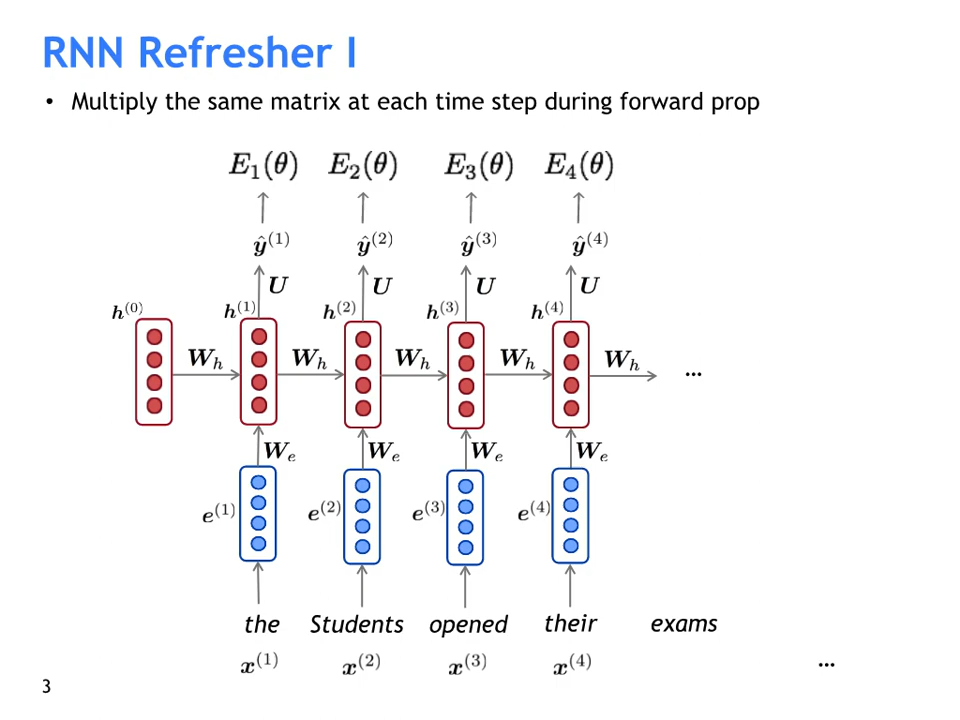 RNN Refresher I
• Multiply the same matrix at each time step during forward prop
E₁(θ) E₂(θ) E₃(θ) E₄(θ)
ŷ⁽¹⁾ ŷ⁽²⁾ ŷ⁽³⁾ ŷ⁽⁴⁾
U U U U
h⁽⁰⁾ h⁽¹⁾ h⁽²⁾ h⁽³⁾ h⁽⁴⁾
Wₕ Wₕ Wₕ Wₕ Wₕ ...
Wₑ Wₑ Wₑ Wₑ
e⁽¹⁾ e⁽²⁾ e⁽³⁾ e⁽⁴⁾
the Students opened their exams
x⁽¹⁾ x⁽²⁾ x⁽³⁾ x⁽⁴⁾ ...
3